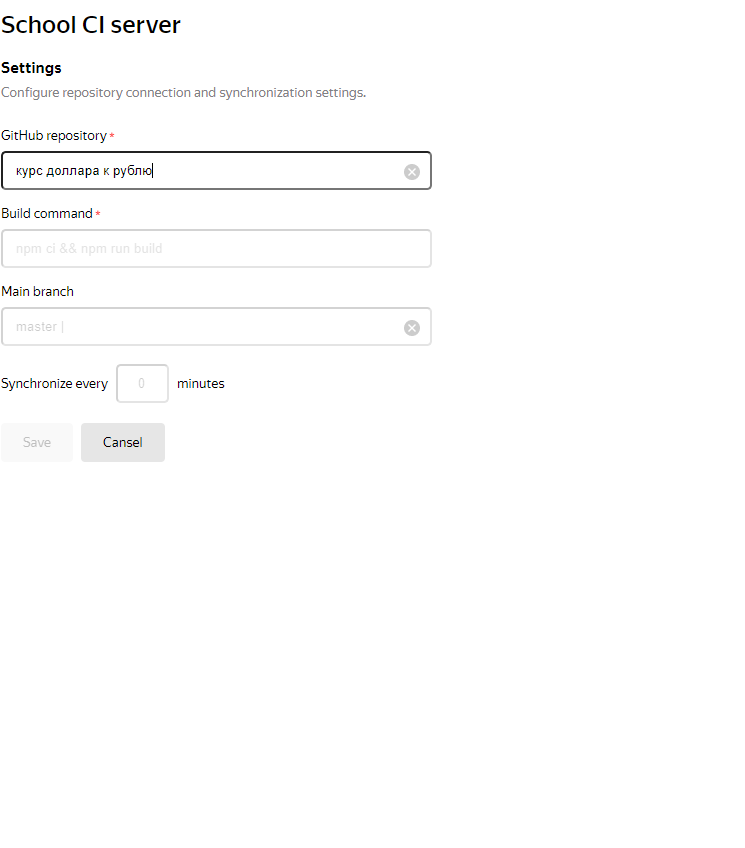 School CI server
Settings
Configure repository connection and synchronization settings.
GitHub repository *
курс доллара к рублю
Build command *
npm ci && npm run build
Main branch
master |
Synchronize every 0 minutes
Save Cansel